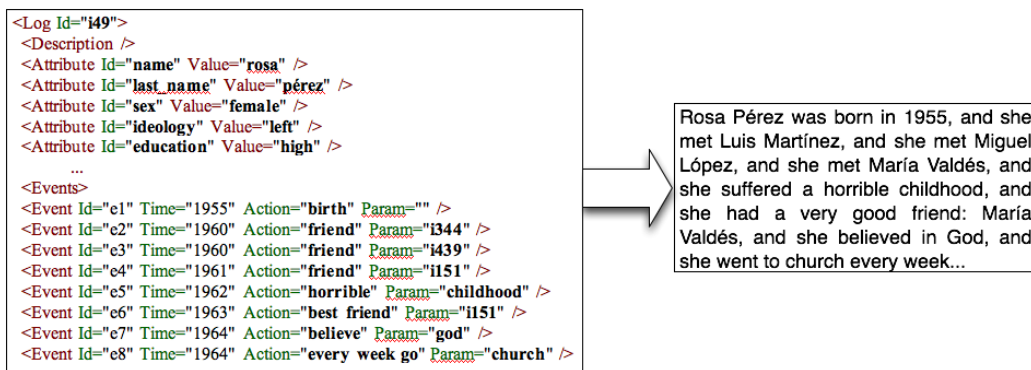 <Log Id="i49">
<Description />
<Attribute Id="name" Value="rosa" />
<Attribute Id="last_name" Value="pérez" />
<Attribute Id="sex" Value="female" />
<Attribute Id="ideology" Value="left" />
<Attribute Id="education" Value="high" />
...
<Events>
<Event Id="e1" Time="1955" Action="birth" Param="" />
<Event Id="e2" Time="1960" Action="friend" Param="i344" />
<Event Id="e3" Time="1960" Action="friend" Param="i439" />
<Event Id="e4" Time="1961" Action="friend" Param="i151" />
<Event Id="e5" Time="1962" Action="horrible" Param="childhood" />
<Event Id="e6" Time="1963" Action="best friend" Param="i151" />
<Event Id="e7" Time="1964" Action="believe" Param="god" />
<Event Id="e8" Time="1964" Action="every week go" Param="church" />
Rosa Pérez was born in 1955, and she
met Luis Martínez, and she met Miguel
López, and she met María Valdés, and
she suffered a horrible childhood, and
she had a very good friend: María
Valdés, and she believed in God, and
she went to church every week...